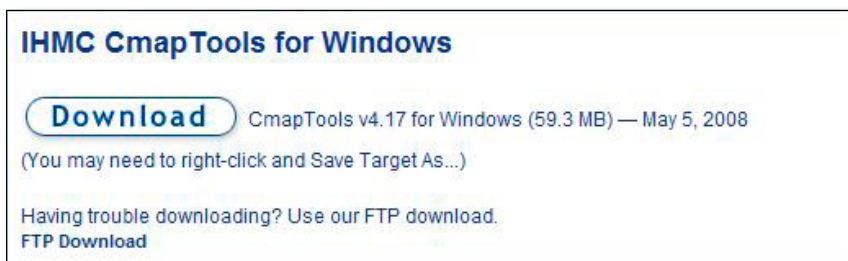 IHMC CmapTools for Windows
Download CmapTools v4.17 for Windows (59.3 MB) — May 5, 2008
(You may need to right-click and Save Target As...)
Having trouble downloading? Use our FTP download.
FTP Download